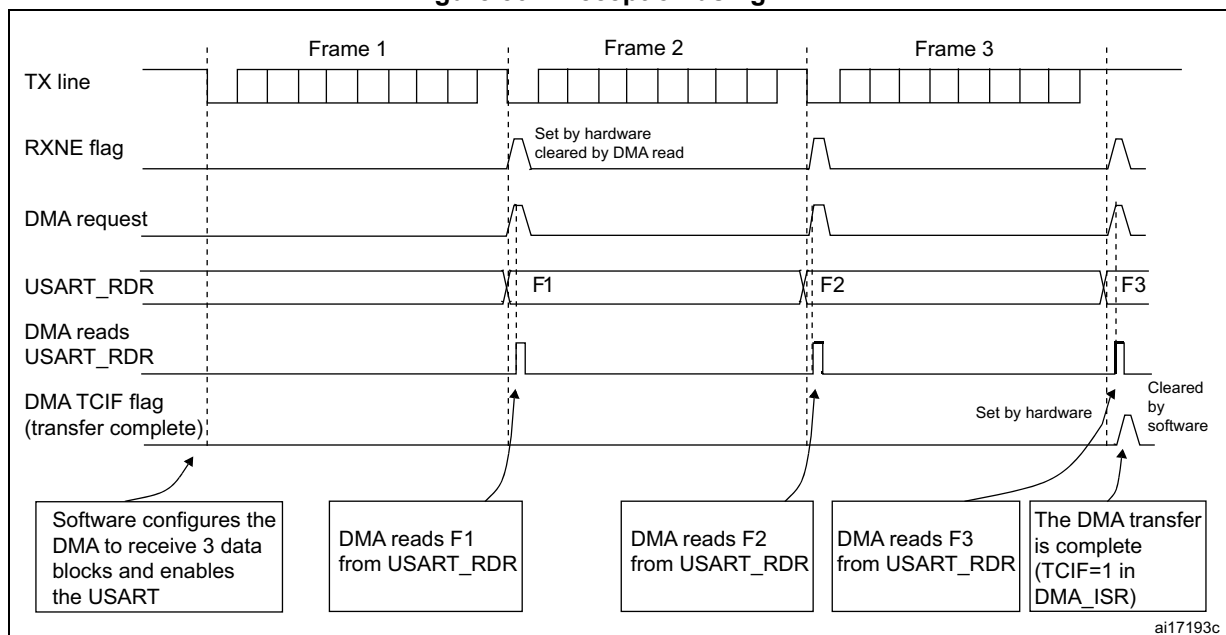 Frame 1
Frame 2
Frame 3
TX line
RXNE flag
Set by hardware
cleared by DMA read
DMA request
USART_RDR
F1
F2
F3
DMA reads
USART_RDR
DMA TCIF flag
(transfer complete)
Set by hardware
Cleared
by
software
Software configures the
DMA to receive 3 data
blocks and enables
the USART
DMA reads F1
from USART_RDR
DMA reads F2
from USART_RDR
DMA reads F3
from USART_RDR
The DMA transfer
is complete
(TCIF=1 in
DMA_ISR)
ai17193c